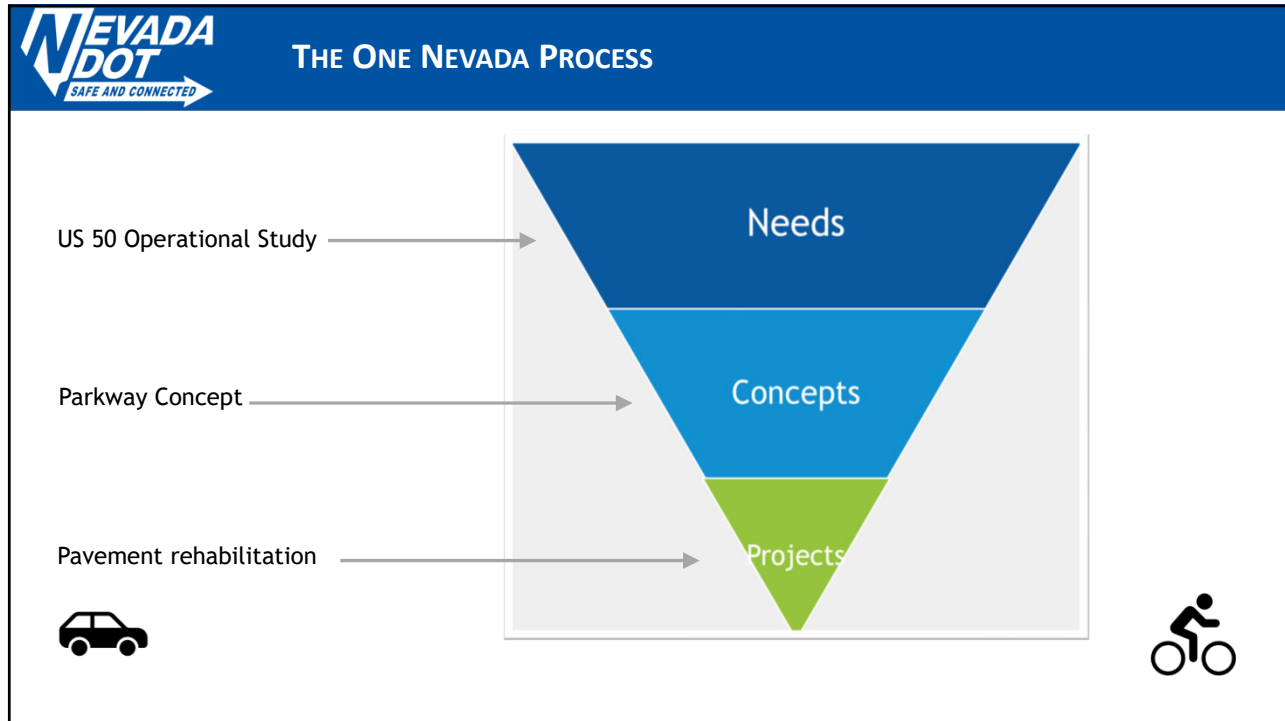 NEVADA
DOT
SAFE AND CONNECTED
THE ONE NEVADA PROCESS
US 50 Operational Study
Needs
Parkway Concept
Concepts
Pavement rehabilitation
Projects